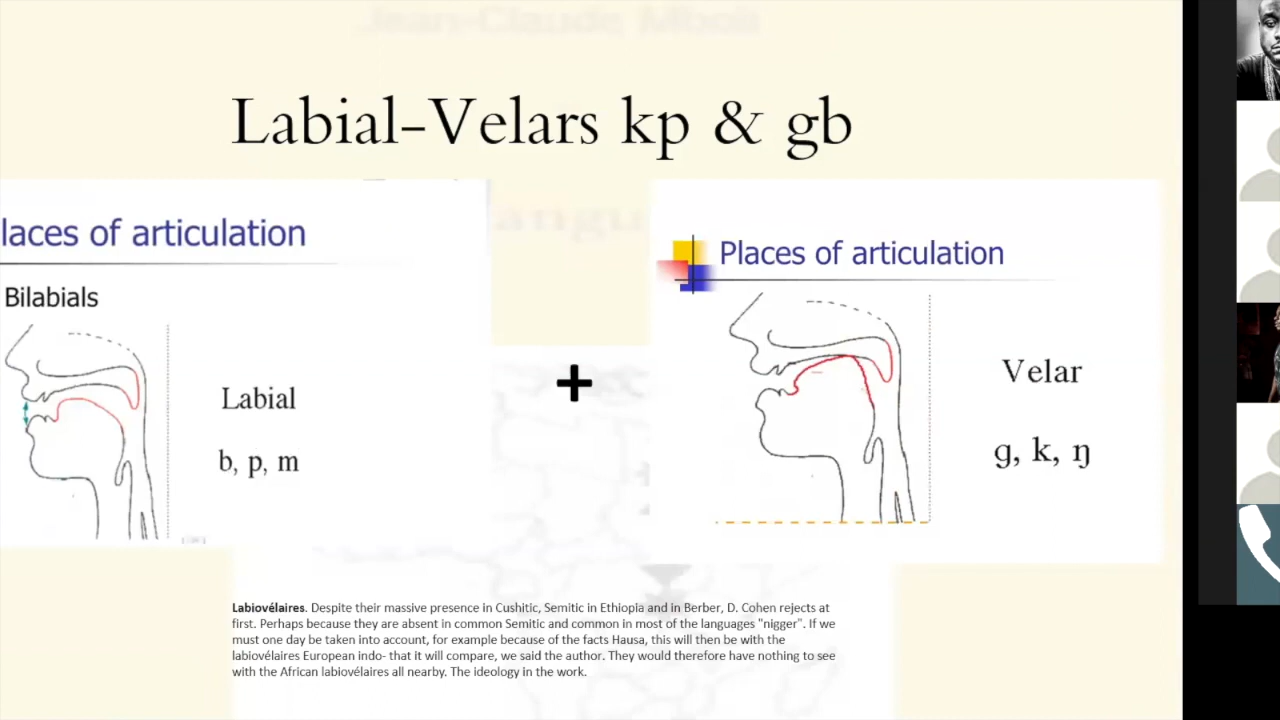 Jean-Claude Mboli
Labial-Velars kp & gb
laces of articulation
Bilabials
Labial
b, p, m
+
Places of articulation
Velar
g, k, ŋ
Labiovélaires. Despite their massive presence in Cushitic, Semitic in Ethiopia and in Berber, D. Cohen rejects at
first. Perhaps because they are absent in common Semitic and common in most of the languages "nigger". If we
must one day be taken into account, for example because of the facts Hausa, this will then be with the
labiovélaires European indo- that it will compare, we said the author. They would therefore have nothing to see
with the African labiovélaires all nearby. The ideology in the work.